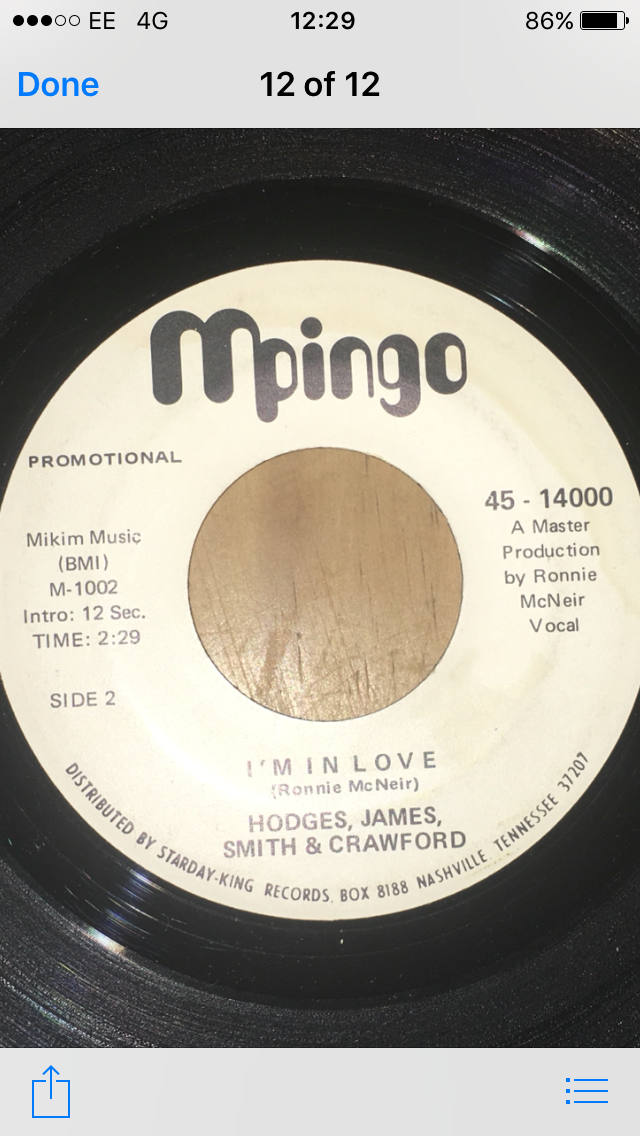 EE 4G 12:29 86%
Done 12 of 12
Mpingo
PROMOTIONAL
45 - 14000
A Master
Production
by Ronnie
McNeir
Vocal
Mikim Music
(BMI)
M-1002
Intro: 12 Sec.
TIME: 2:29
SIDE 2
I'M IN LOVE
(Ronnie McNeir)
HODGES, JAMES,
SMITH & CRAWFORD
DISTRIBUTED BY STARDAY-KING RECORDS, BOX 8188 NASHVILLE TENNESSEE 37207